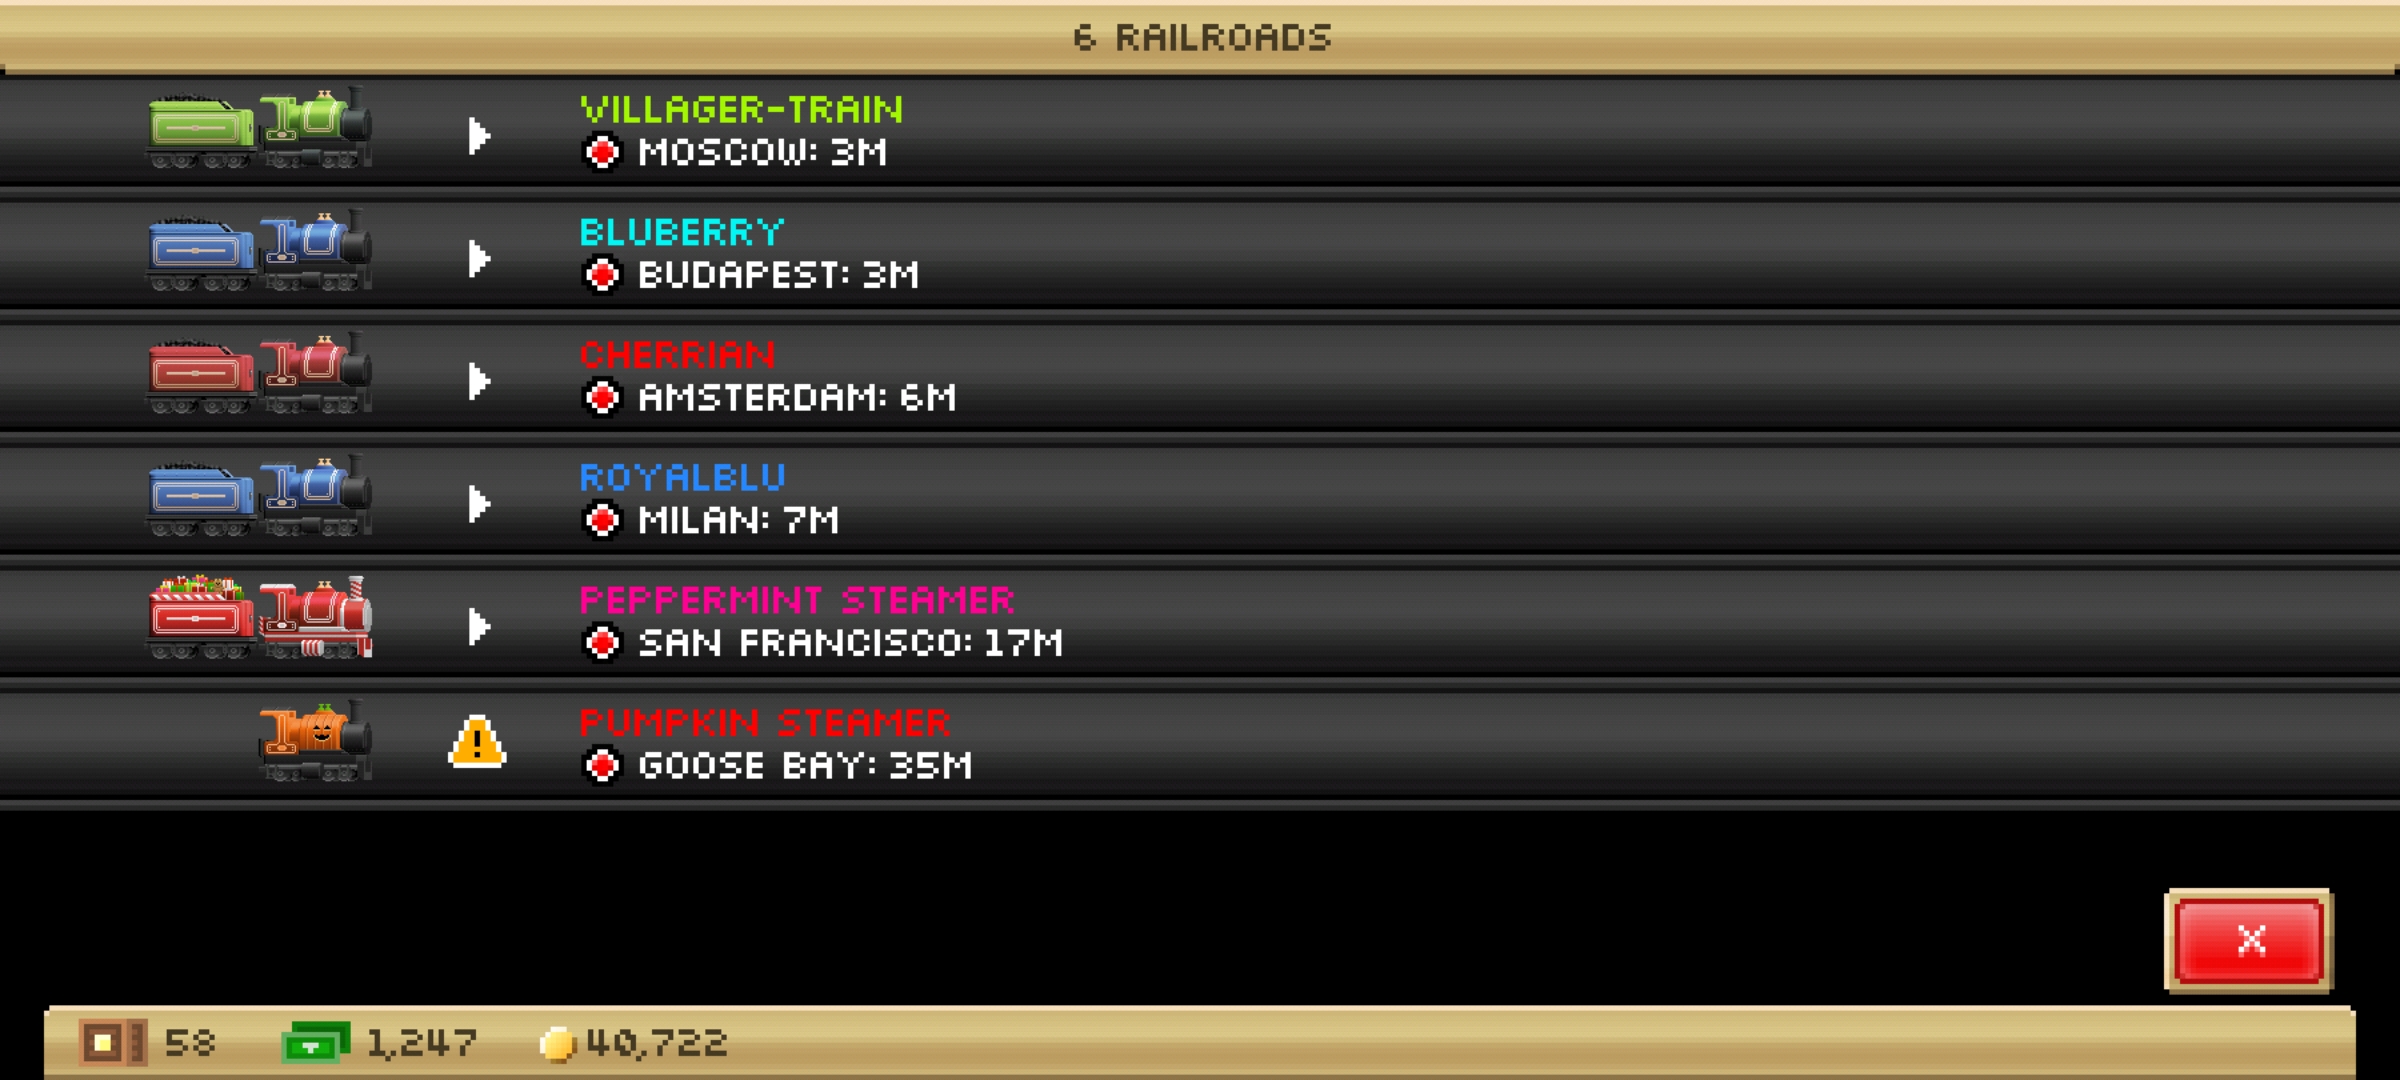 6 RAILROADS
VILLAGER-TRAIN
MOSCOW: 3M
BLUBERRY
BUDAPEST: 3M
CHERRIAN
AMSTERDAM: 6M
ROYALBLU
MILAN: 7M
PEPPERMINT STEAMER
SAN FRANCISCO: 17M
! PUMPKIN STEAMER
GOOSE BAY: 35M
X
58 1,247 40,722